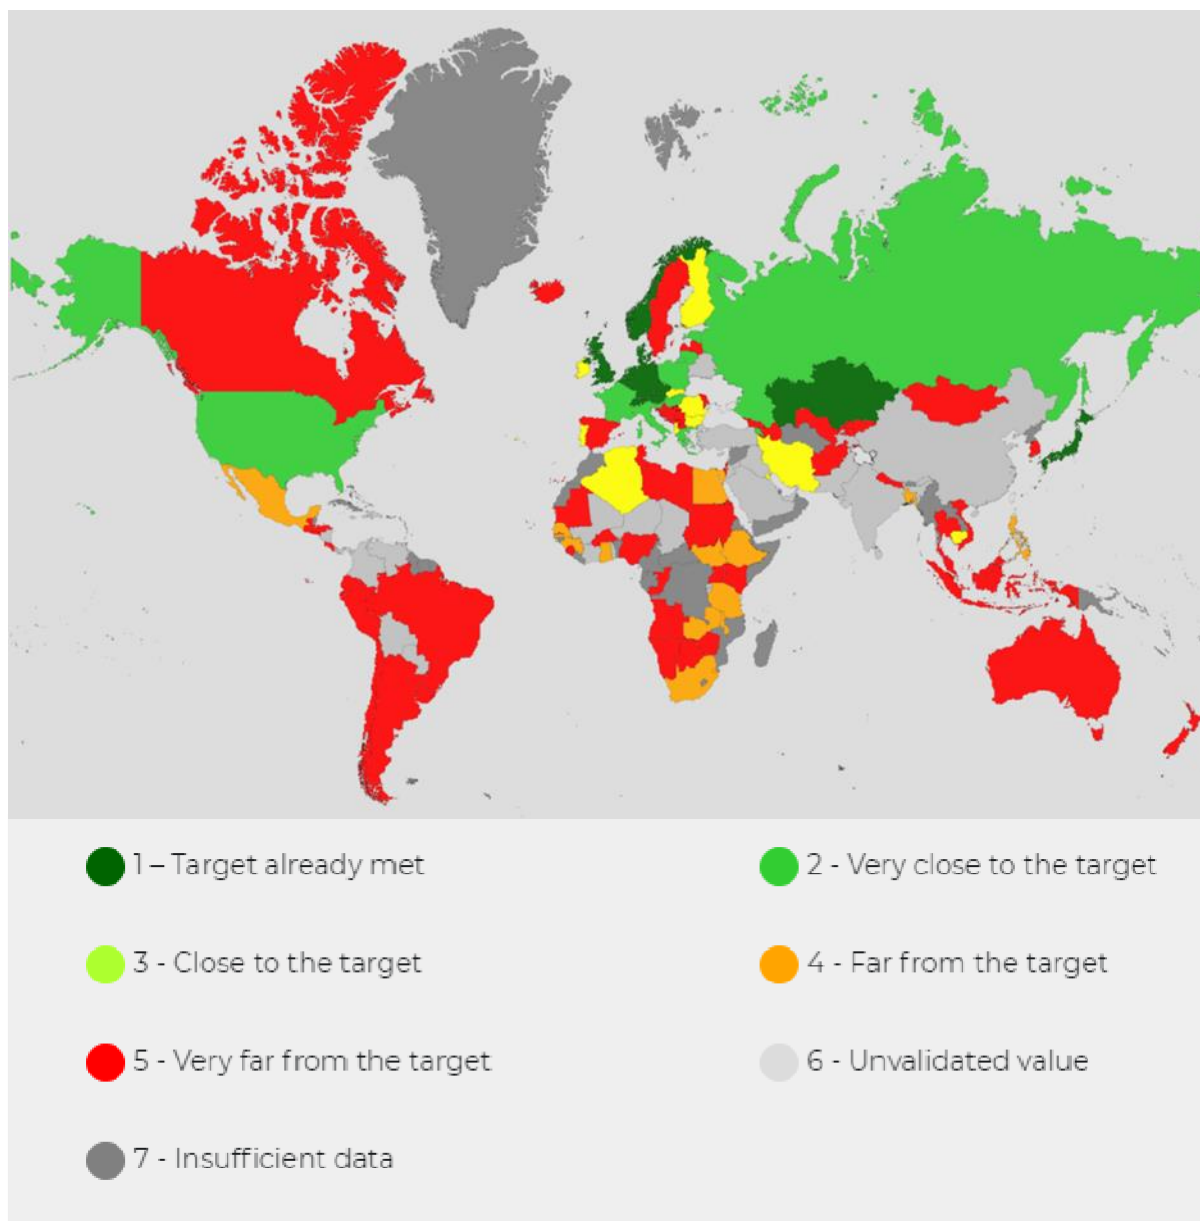 1 – Target already met
2 - Very close to the target
3 - Close to the target
4 - Far from the target
5 - Very far from the target
6 - Unvalidated value
7 - Insufficient data